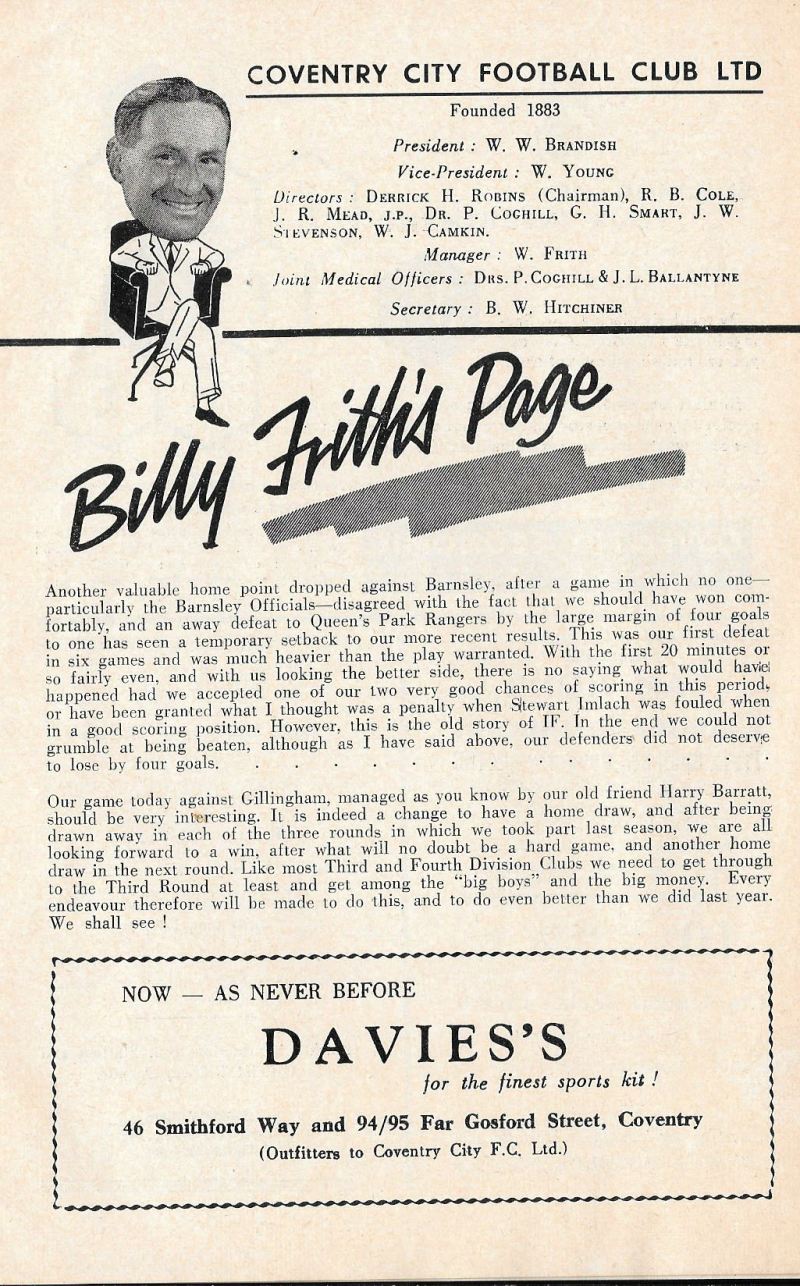 COVENTRY CITY FOOTBALL CLUB LTD
Founded 1883
President : W. W. BRANDISH
Vice-President : W. YOUNG
Directors : DERRICK H. ROBINS (Chairman), R. B. COLE,
J. R. MEAD, J.P., DR. P. COGHILL, G. H. SMART, J. W.
STEVENSON, W. J. CAMKIN.
Manager : W. FRITH
Joint Medical Officers : DRS. P. COGHILL & J. L. BALLANTYNE
Secretary : B. W. HITCHINER
Billy Frith's Page
Another valuable home point dropped against Barnsley, after a game in which no one—
particularly the Barnsley Officials—disagreed with the fact that we should have won com-
fortably, and an away defeat to Queen's Park Rangers by the large margin of four goals
to one has seen a temporary setback to our more recent results. This was our first defeat
in six games and was much heavier than the play warranted. With the first 20 minutes or
so fairly even, and with us looking the better side, there is no saying what would have
happened had we accepted one of our two very good chances of scoring in this period,
or have been granted what I thought was a penalty when Stewart Imlach was fouled when
in a good scoring position. However, this is the old story of IF. In the end we could not
grumble at being beaten, although as I have said above, our defenders did not deserve
to lose by four goals. . . . . . . . . . . . . .
Our game today against Gillingham, managed as you know by our old friend Harry Barratt,
should be very interesting. It is indeed a change to have a home draw, and after being
drawn away in each of the three rounds in which we took part last season, we are all
looking forward to a win, after what will no doubt be a hard game, and another home
draw in the next round. Like most Third and Fourth Division Clubs we need to get through
to the Third Round at least and get among the "big boys" and the big money. Every
endeavour therefore will be made to do this, and to do even better than we did last year.
We shall see !
NOW — AS NEVER BEFORE
DAVIES'S
for the finest sports kit !
46 Smithford Way and 94/95 Far Gosford Street, Coventry
(Outfitters to Coventry City F.C. Ltd.)